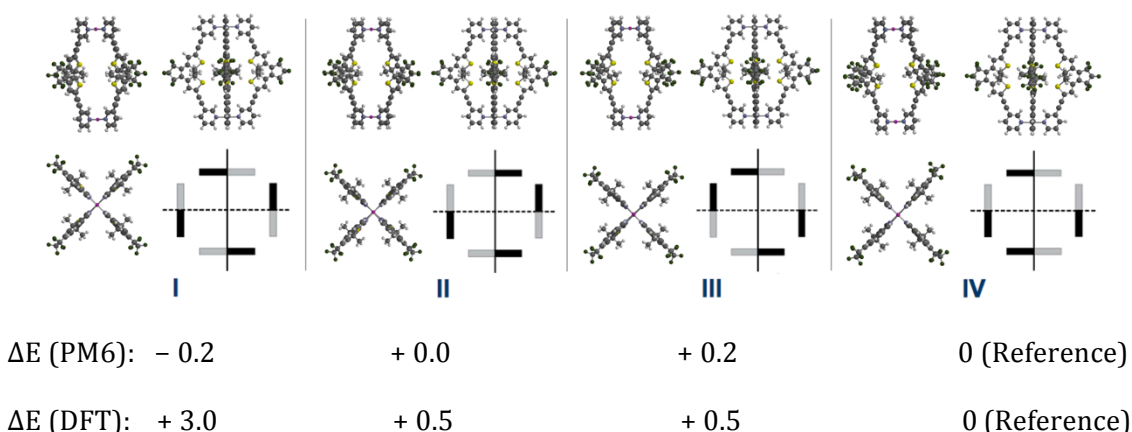 I II III IV
ΔE (PM6): − 0.2 + 0.0 + 0.2 0 (Reference)
ΔE (DFT): + 3.0 + 0.5 + 0.5 0 (Reference)